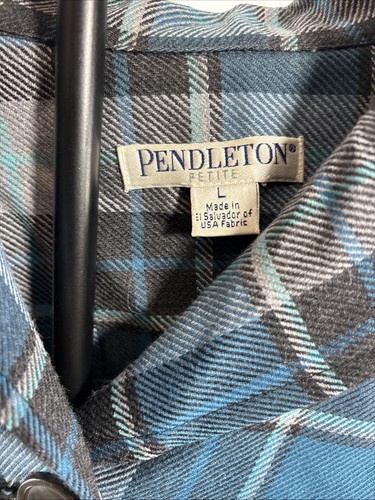 PENDLETON®
PETITE
L
Made in
El Salvador of
USA Fabric